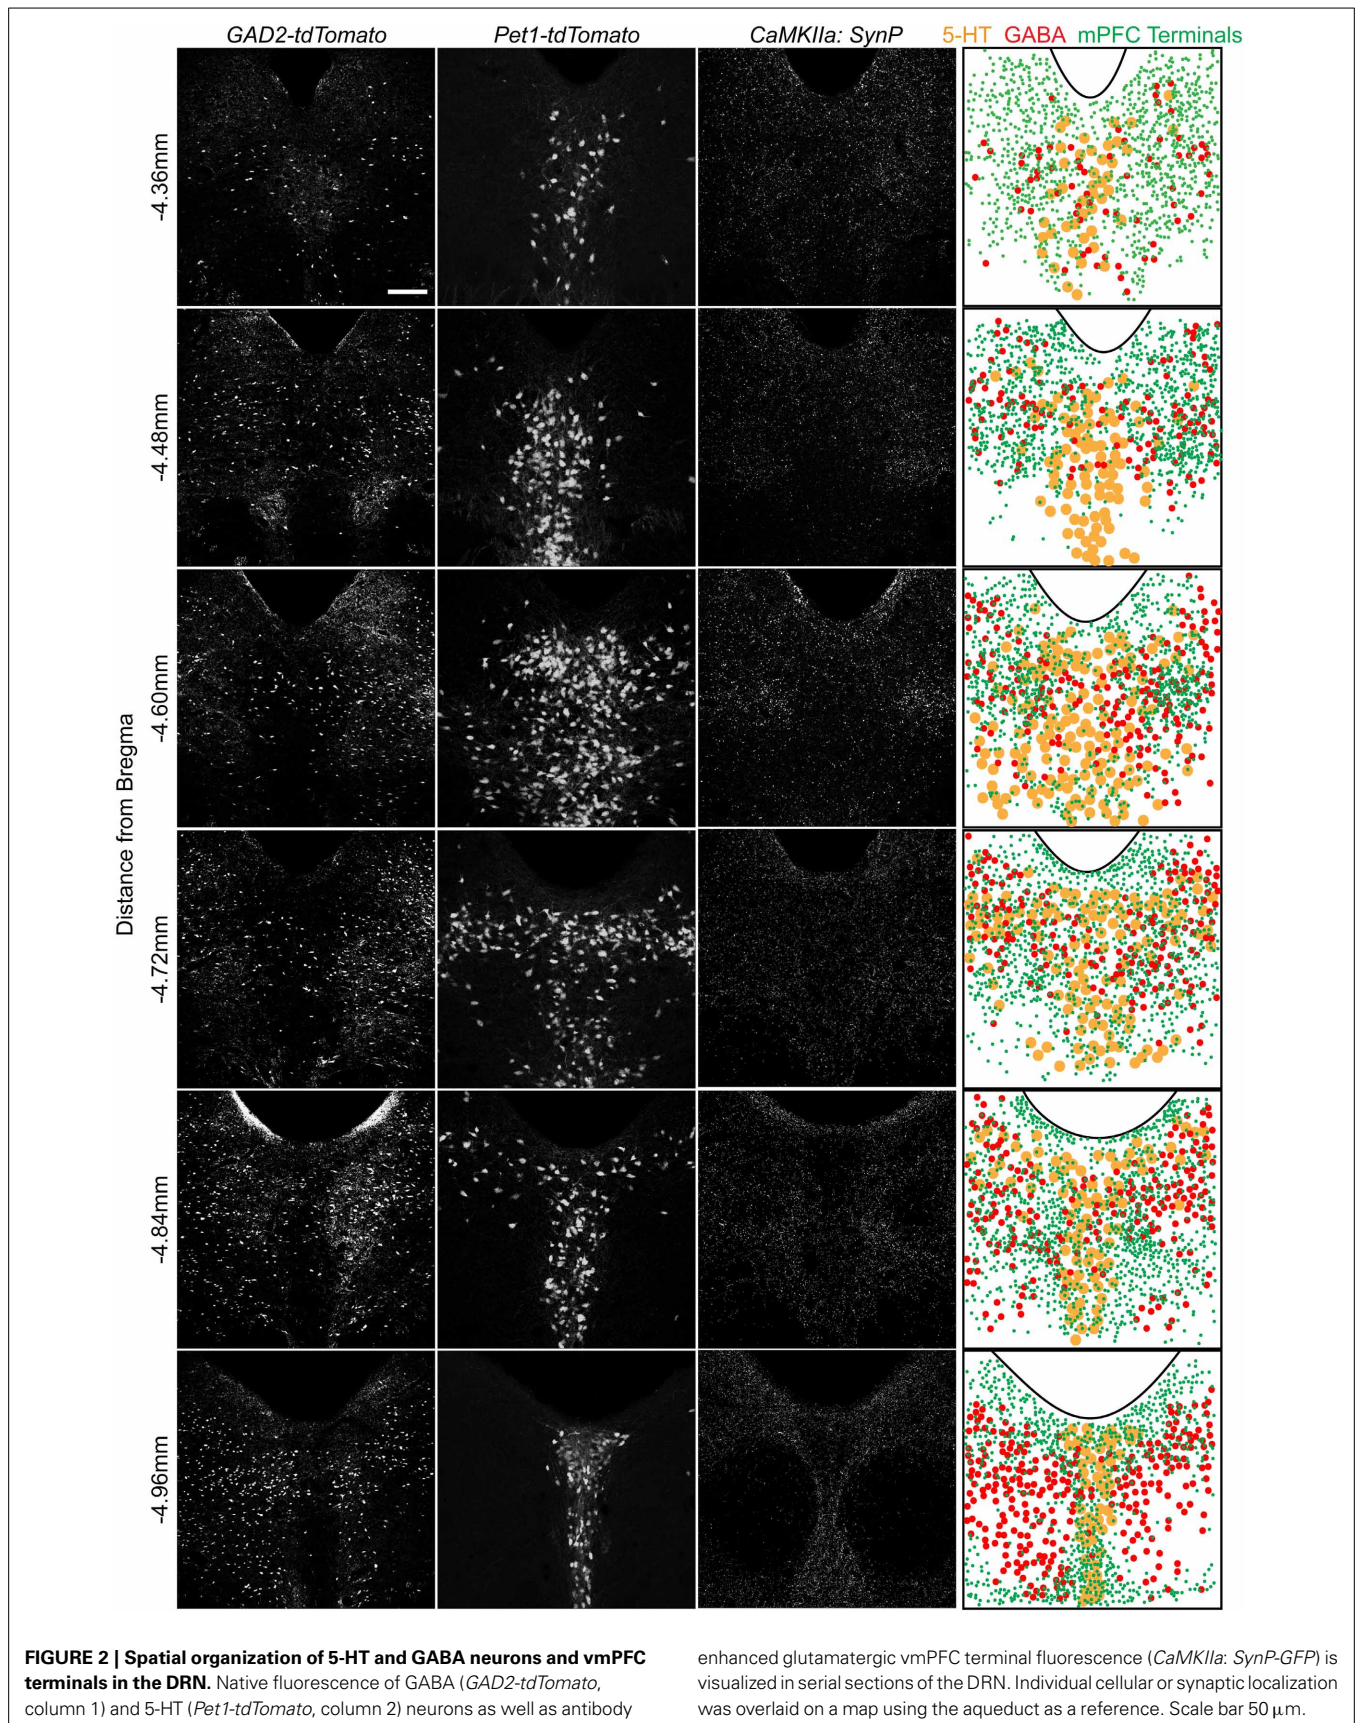 GAD2-tdTomato Pet1-tdTomato CaMKIIa: SynP 5-HT GABA mPFC Terminals
Distance from Bregma
-4.36mm
-4.48mm
-4.60mm
-4.72mm
-4.84mm
-4.96mm
FIGURE 2 | Spatial organization of 5-HT and GABA neurons and vmPFC
terminals in the DRN. Native fluorescence of GABA (GAD2-tdTomato,
column 1) and 5-HT (Pet1-tdTomato, column 2) neurons as well as antibody
enhanced glutamatergic vmPFC terminal fluorescence (CaMKIIa: SynP-GFP) is
visualized in serial sections of the DRN. Individual cellular or synaptic localization
was overlaid on a map using the aqueduct as a reference. Scale bar 50 μm.